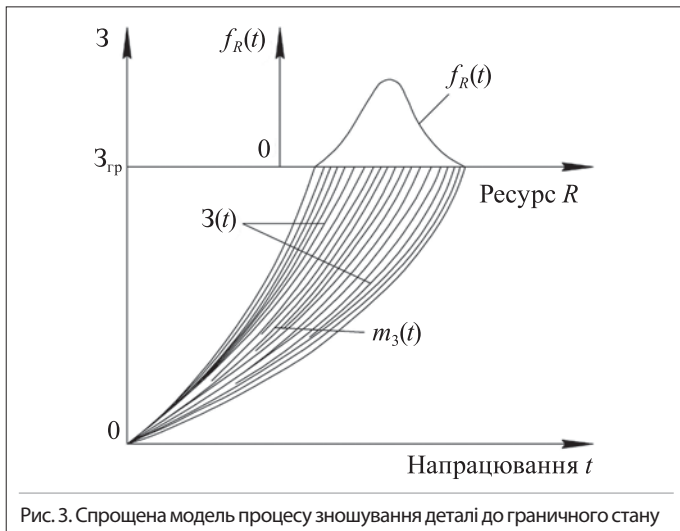 З
f_R(t)
f_R(t)
З_гр
0
Ресурс R
З(t)
m_З(t)
0
Напрацювання t
Рис. 3. Спрощена модель процесу зношування деталі до граничного стану